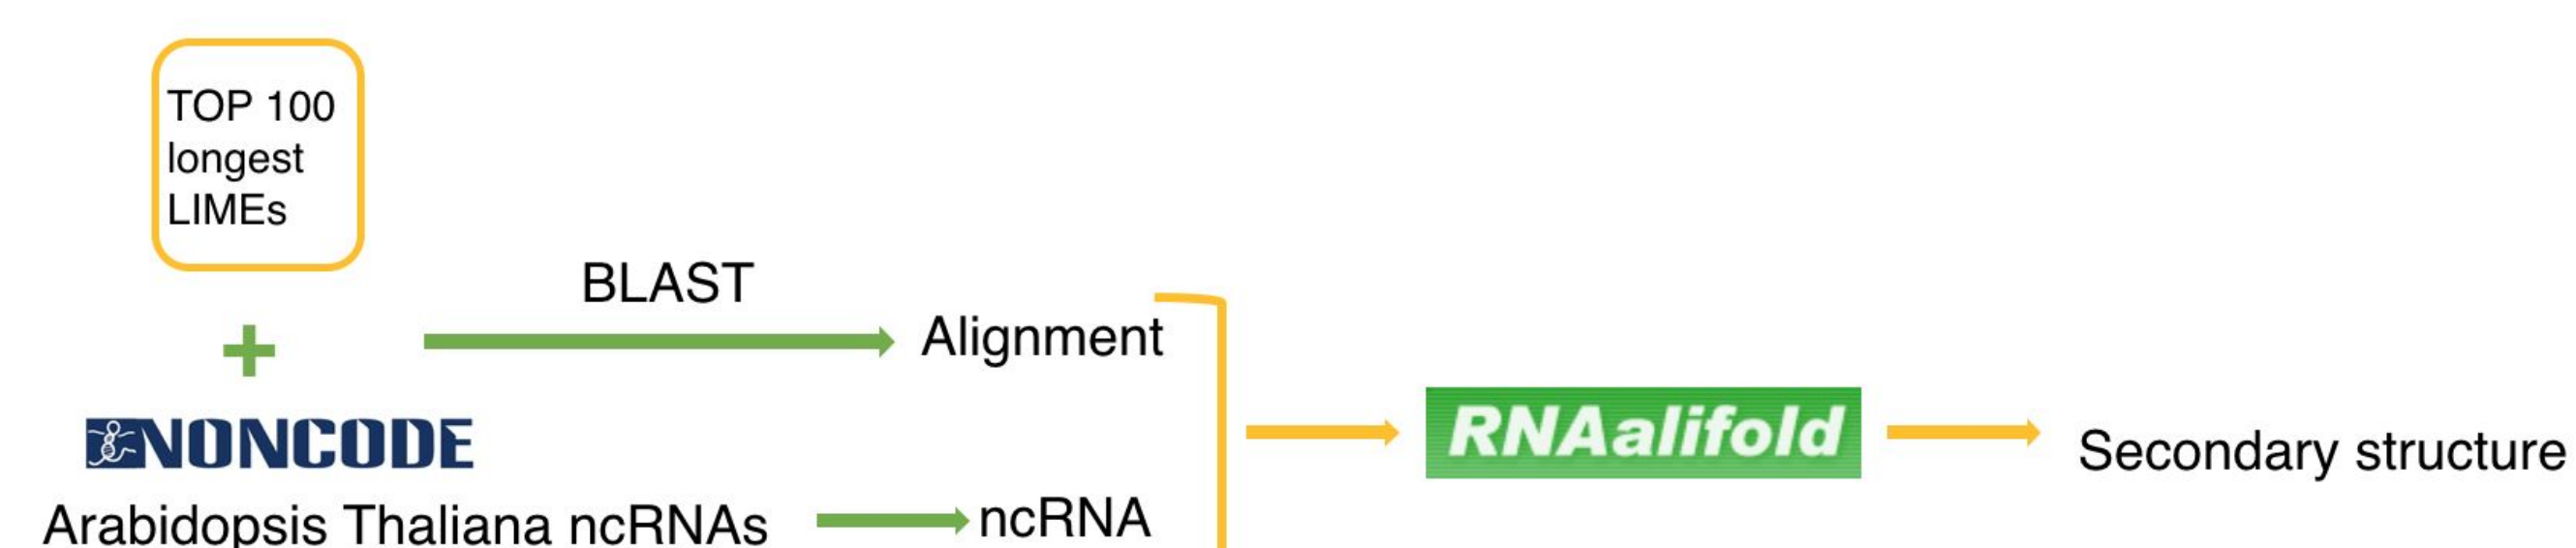 TOP 100
longest
LIMEs
BLAST
Alignment
NONCODE
RNAalifold
Secondary structure
Arabidopsis Thaliana ncRNAs
ncRNA